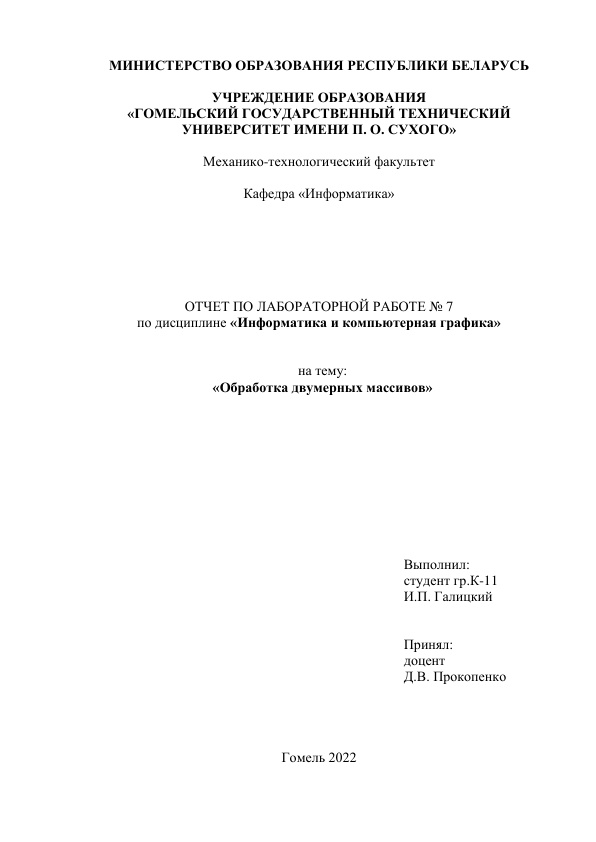 МИНИСТЕРСТВО ОБРАЗОВАНИЯ РЕСПУБЛИКИ БЕЛАРУСЬ
УЧРЕЖДЕНИЕ ОБРАЗОВАНИЯ
«ГОМЕЛЬСКИЙ ГОСУДАРСТВЕННЫЙ ТЕХНИЧЕСКИЙ
УНИВЕРСИТЕТ ИМЕНИ П. О. СУХОГО»
Механико-технологический факультет
Кафедра «Информатика»
ОТЧЕТ ПО ЛАБОРАТОРНОЙ РАБОТЕ № 7
по дисциплине «Информатика и компьютерная графика»
на тему:
«Обработка двумерных массивов»
Выполнил:
студент гр.К-11
И.П. Галицкий
Принял:
доцент
Д.В. Прокопенко
Гомель 2022